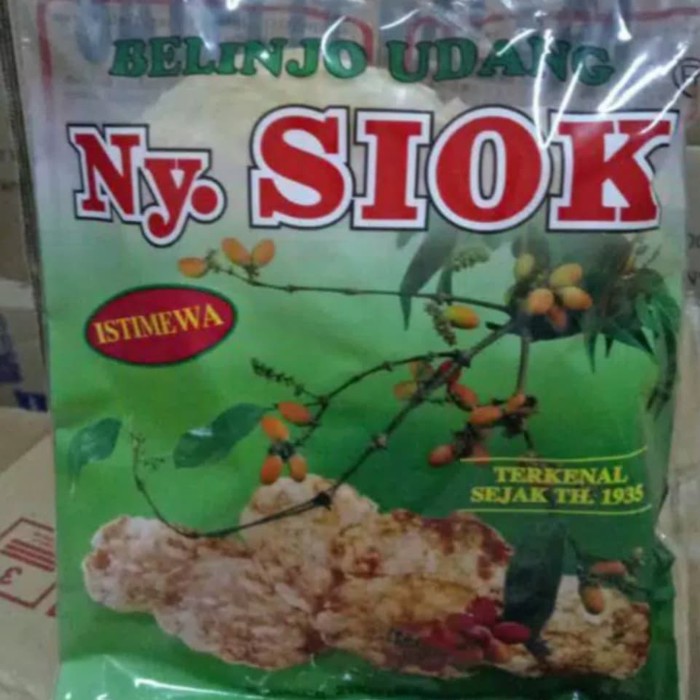 BELINJO UDANG
Ny. SIOK
ISTIMEWA
TERKENAL
SEJAK TH. 1935